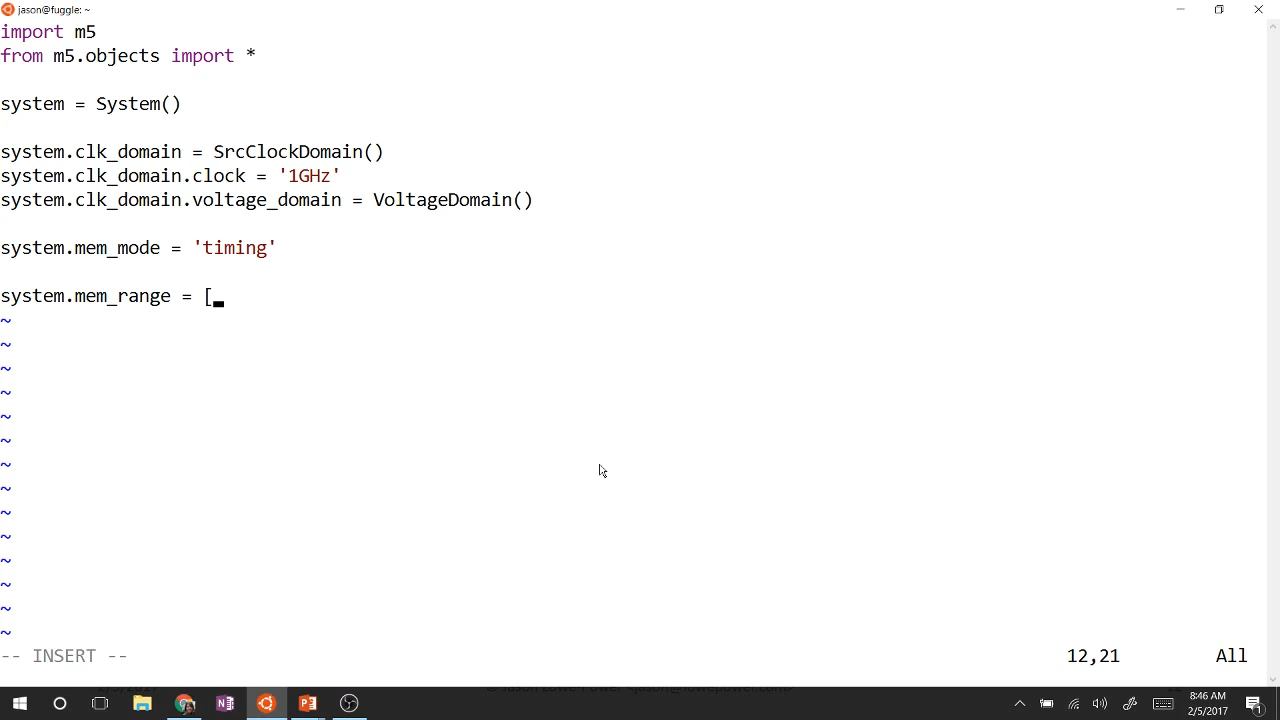 jason@fuggle: ~
import m5
from m5.objects import *
system = System()
system.clk_domain = SrcClockDomain()
system.clk_domain.clock = '1GHz'
system.clk_domain.voltage_domain = VoltageDomain()
system.mem_mode = 'timing'
system.mem_range = [
~
~
~
~
~
~
~
~
~
~
~
~
~
~
-- INSERT --
12,21
All
8:46 AM
2/5/2017